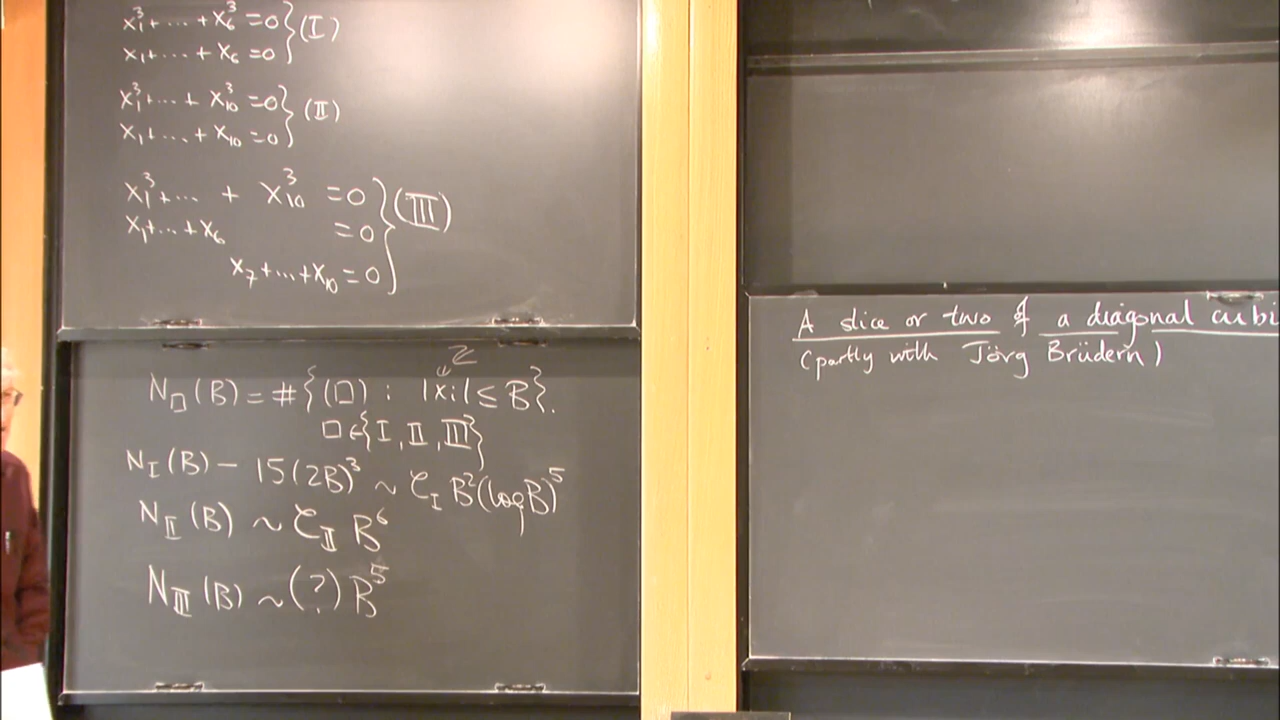 x₁³+...+x₆³=0 } (I)
x₁+...+x₆=0
x₁³+...+x₁₀³=0 } (II)
x₁+...+x₁₀=0
x₁³+... + x₁₀³ =0 } (III)
x₁+...+x₆ =0
x₇+...+x₁₀=0
ℤ
N□(B) = #{(□) : |xᵢ| ≤ B}.
□∈{I, II, III}
N_I(B) − 15(2B)³ ~ C_I B²(log B)⁵
N_II(B) ~ C_II B⁶
N_III(B) ~ (?) B⁵
A slice or two of a diagonal cubi
(partly with Jörg Brüdern)